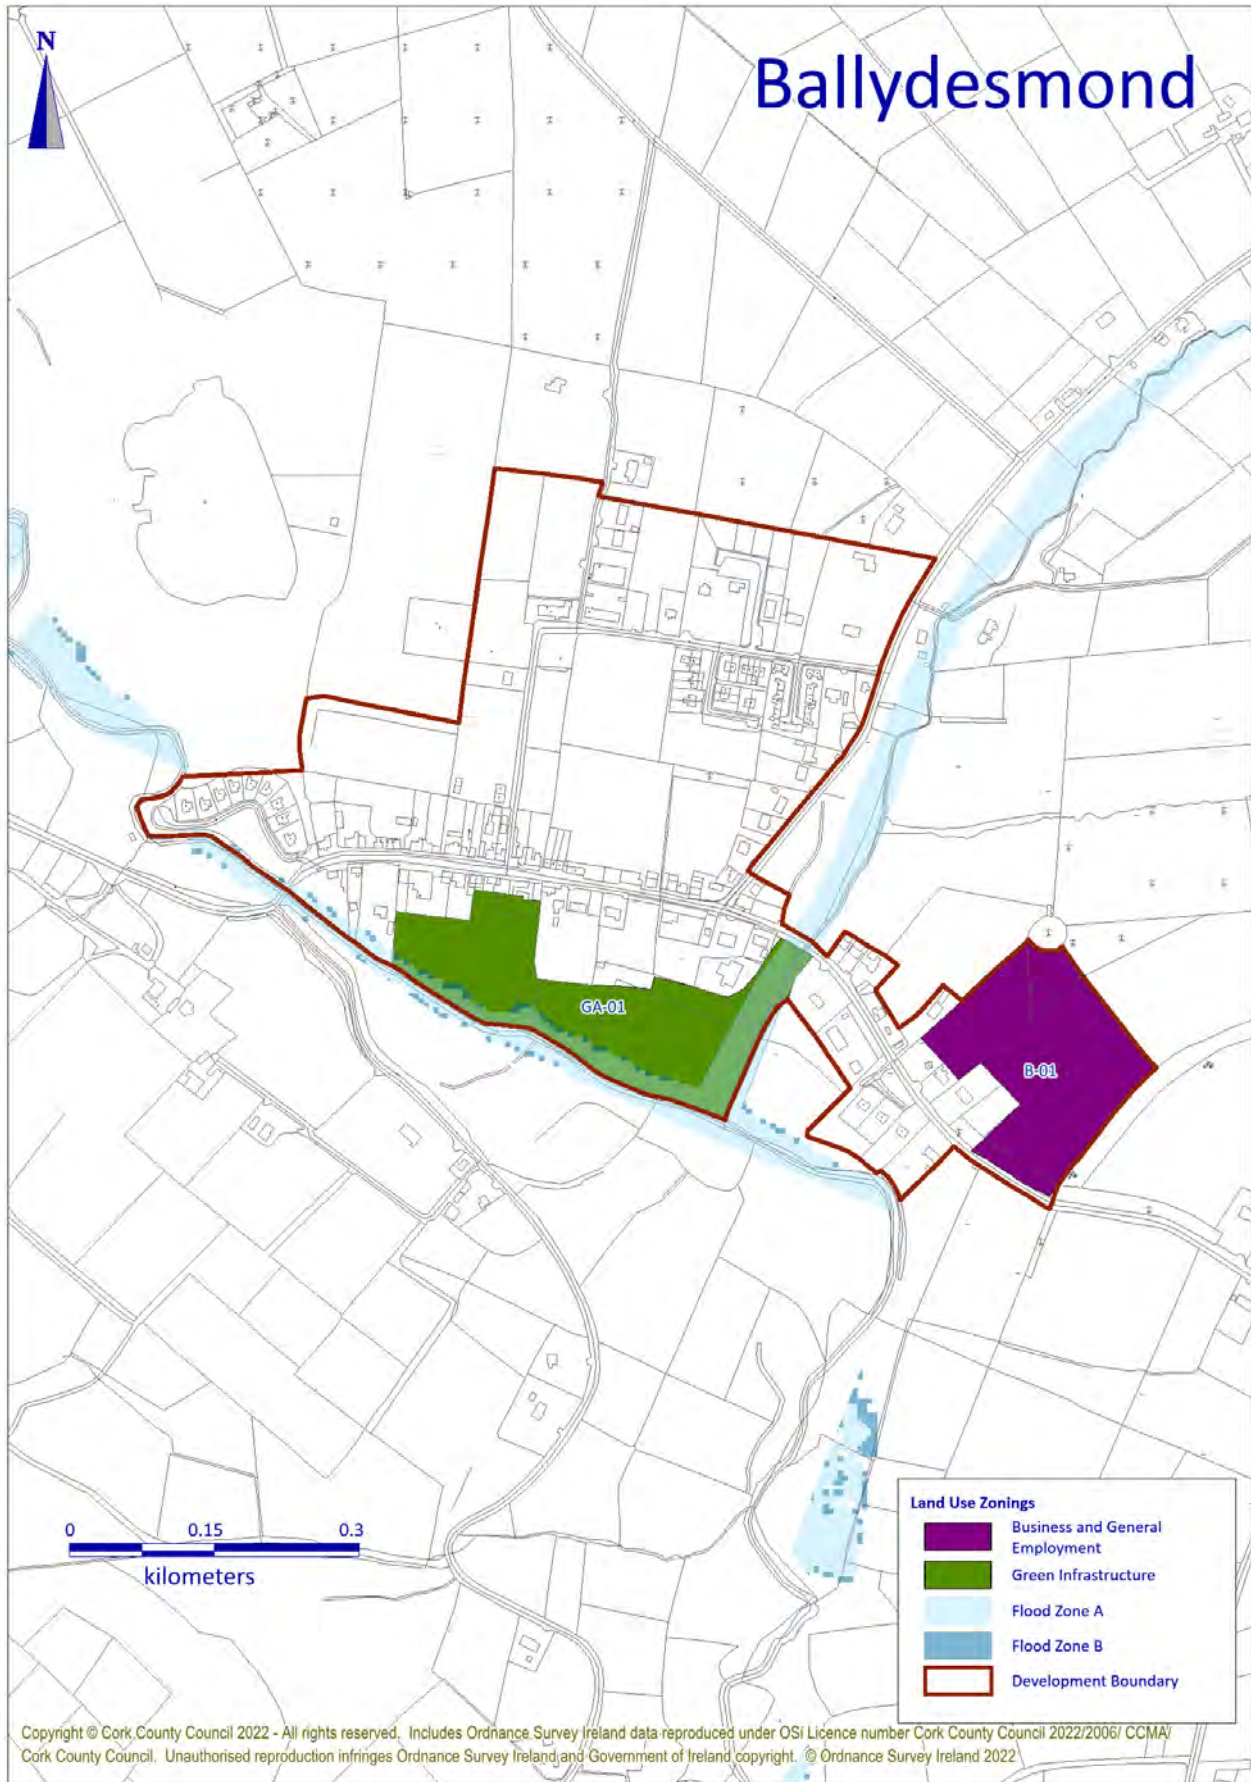 N
Ballydesmond
GA-01
B-01
0 0.15 0.3
kilometers
Land Use Zonings
Business and General
Employment
Green Infrastructure
Flood Zone A
Flood Zone B
Development Boundary
Copyright © Cork County Council 2022 - All rights reserved. Includes Ordnance Survey Ireland data reproduced under OSi Licence number Cork County Council 2022/2006/ CCMA/
Cork County Council. Unauthorised reproduction infringes Ordnance Survey Ireland and Government of Ireland copyright. © Ordnance Survey Ireland 2022